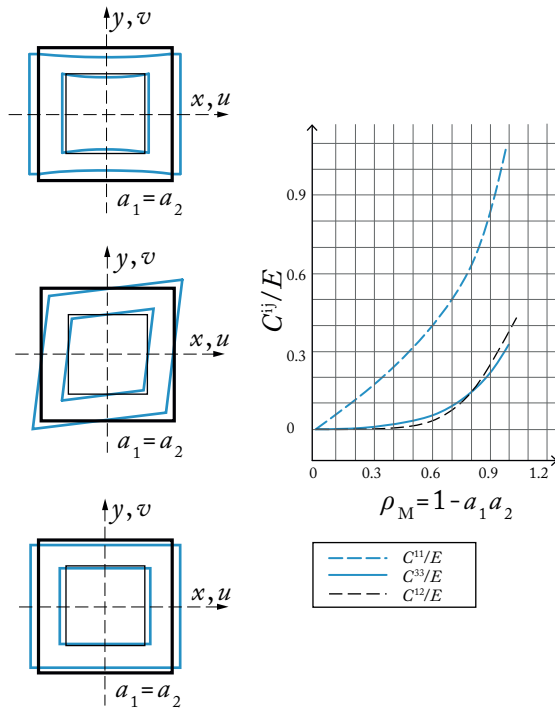 y, v
x, u
a₁ = a₂
y, v
x, u
a₁ = a₂
y, v
x, u
a₁ = a₂
Cⁱʲ/E
0.9
0.6
0.3
0
0 0.3 0.6 0.9 1.2
ρ_M = 1 - a₁a₂
C¹¹/E
C³³/E
C¹²/E